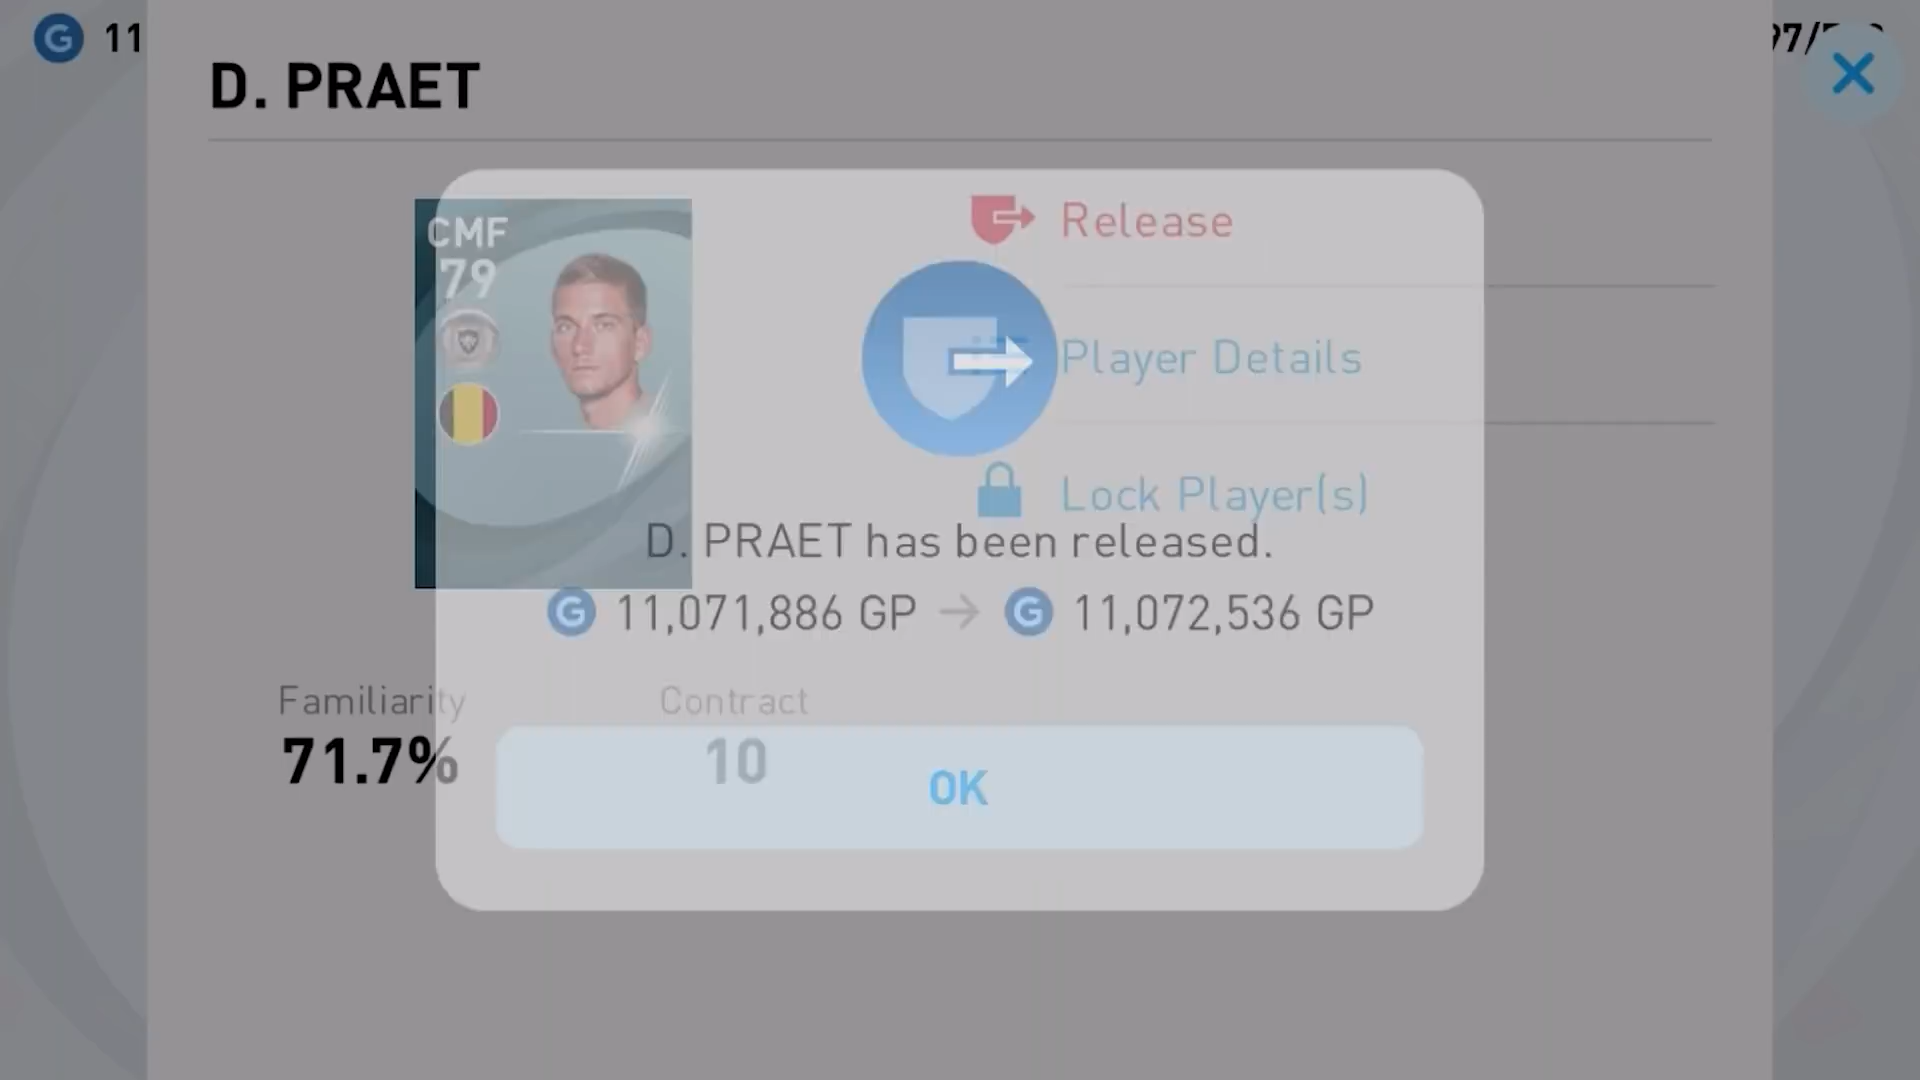 11
D. PRAET
CMF
79
Release
Player Details
Lock Player(s)
D. PRAET has been released.
G 11,071,886 GP → G 11,072,536 GP
Familiarity
71.7%
Contract
10
OK